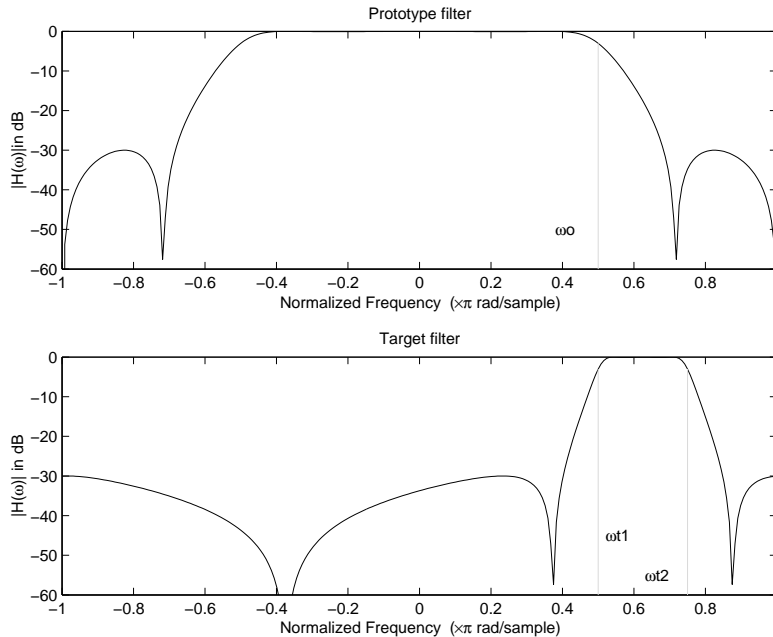 Prototype filter
0
−10
−20
−30
−40
−50
−60
|H(ω)|in dB
ωo
−1 −0.8 −0.6 −0.4 −0.2 0 0.2 0.4 0.6 0.8
Normalized Frequency (×π rad/sample)
Target filter
0
−10
−20
−30
−40
−50
−60
|H(ω)| in dB
ωt1
ωt2
−1 −0.8 −0.6 −0.4 −0.2 0 0.2 0.4 0.6 0.8
Normalized Frequency (×π rad/sample)